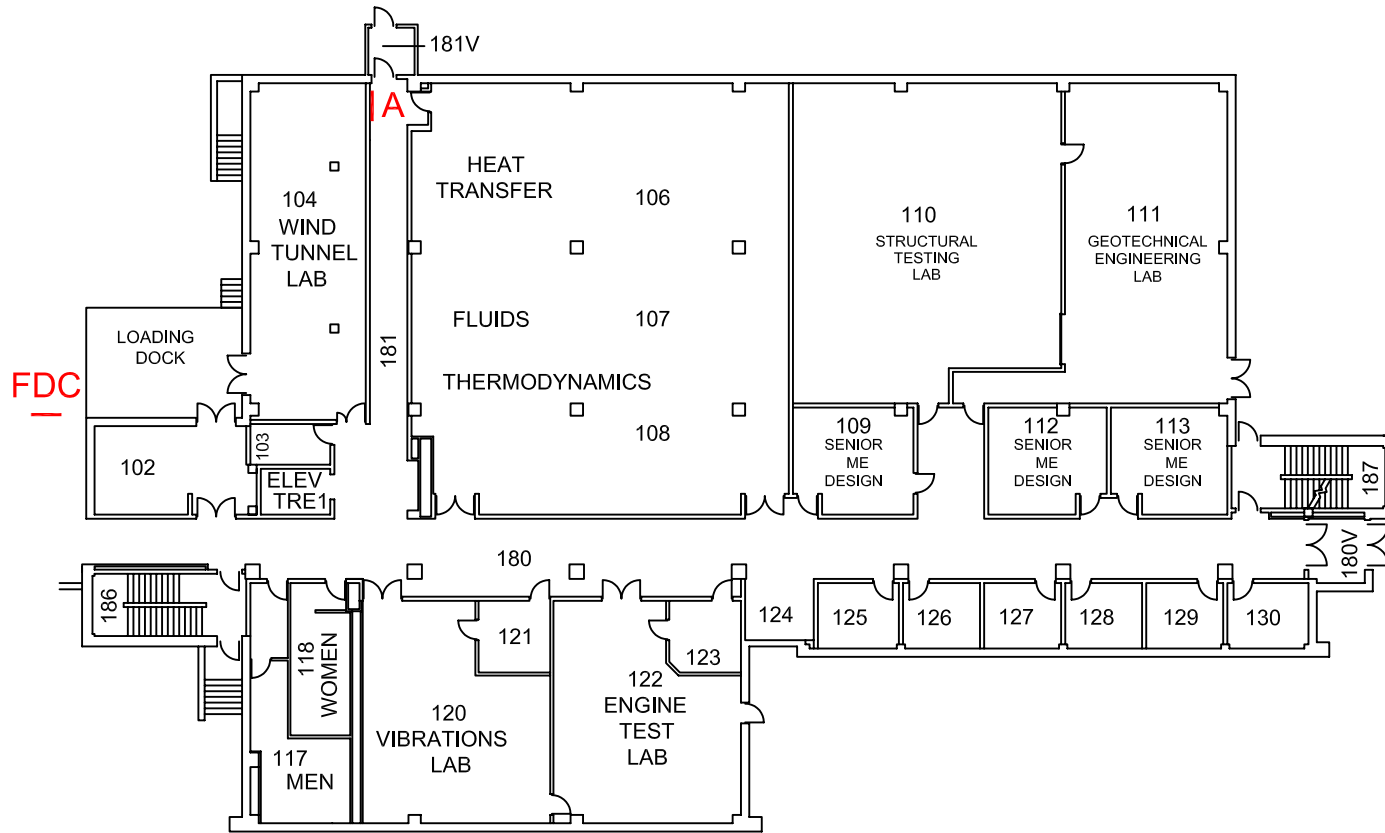 181V
A
HEAT
TRANSFER
106
104
WIND
TUNNEL
LAB
110
STRUCTURAL
TESTING
LAB
111
GEOTECHNICAL
ENGINEERING
LAB
LOADING
DOCK
FLUIDS
107
181
FDC
THERMODYNAMICS
108
109
SENIOR
ME
DESIGN
112
SENIOR
ME
DESIGN
113
SENIOR
ME
DESIGN
102
103
ELEV
TRE1
187
180
180V
186
118
WOMEN
121
123
124
125
126
127
128
129
130
117
MEN
120
VIBRATIONS
LAB
122
ENGINE
TEST
LAB